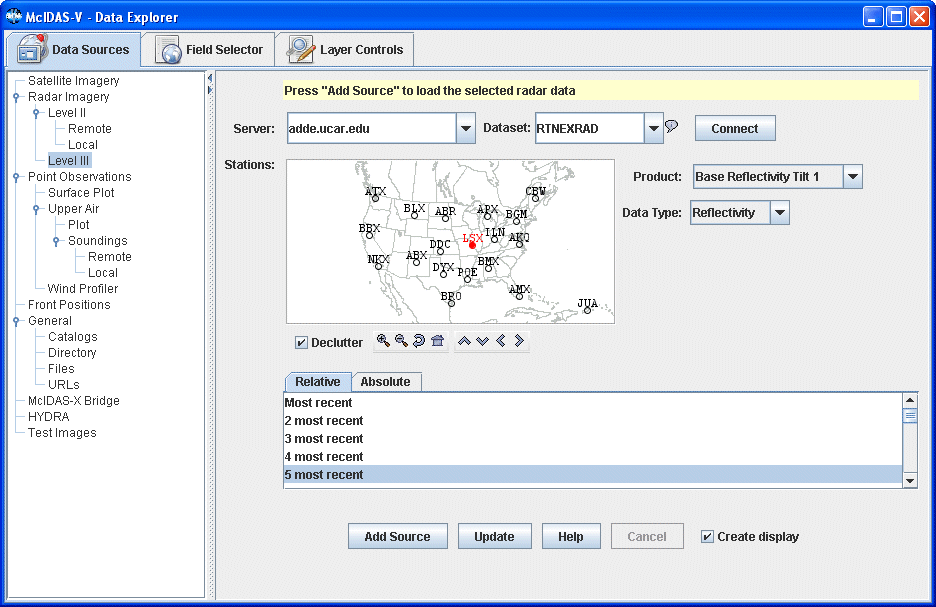 McIDAS-V - Data Explorer
Data Sources
Field Selector
Layer Controls
Satellite Imagery
Radar Imagery
Level II
Remote
Local
Level III
Point Observations
Surface Plot
Upper Air
Plot
Soundings
Remote
Local
Wind Profiler
Front Positions
General
Catalogs
Directory
Files
URLs
McIDAS-X Bridge
HYDRA
Test Images
Press "Add Source" to load the selected radar data
Server: adde.ucar.edu Dataset: RTNEXRAD Connect
Stations:
ATX
CBW
BLX
ABR
APX
BGM
BBX
LSX
ILN
AKQ
DDC
NKX
ABX
DYX
POE
BMX
BRO
AMX
JUA
Product: Base Reflectivity Tilt 1
Data Type: Reflectivity
Declutter
Relative Absolute
Most recent
2 most recent
3 most recent
4 most recent
5 most recent
Add Source Update Help Cancel Create display